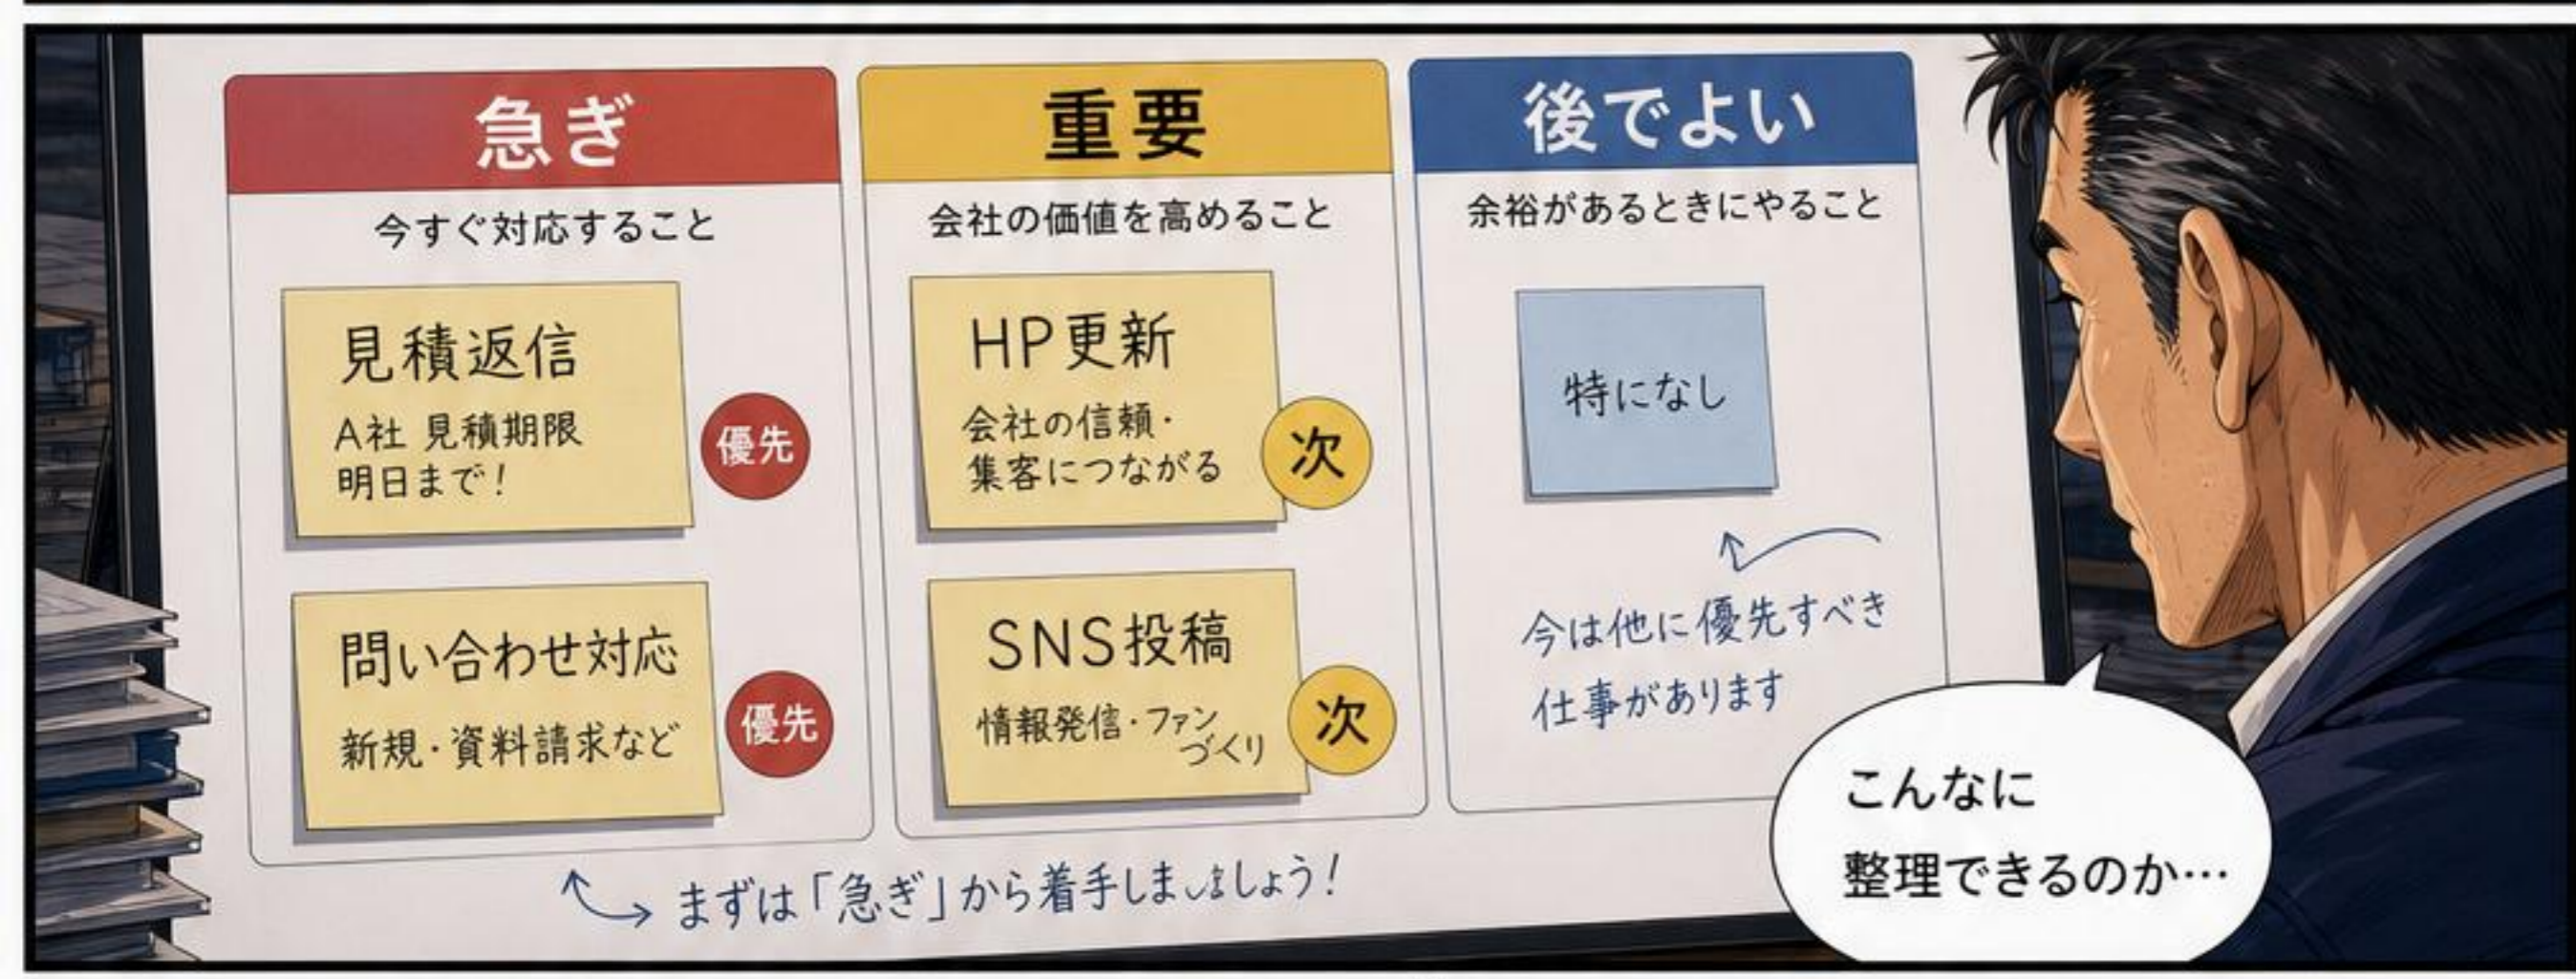 急ぎ
今すぐ対応すること
見積返信
A社 見積期限
明日まで!
優先
問い合わせ対応
新規・資料請求など
優先
重要
会社の価値を高めること
HP更新
会社の信頼・
集客につながる
次
SNS投稿
情報発信・ファン
づくり
次
後でよい
余裕があるときにやること
特になし
今は他に優先すべき
仕事があります
まずは「急ぎ」から着手しま しょう!
こんなに
整理できるのか…